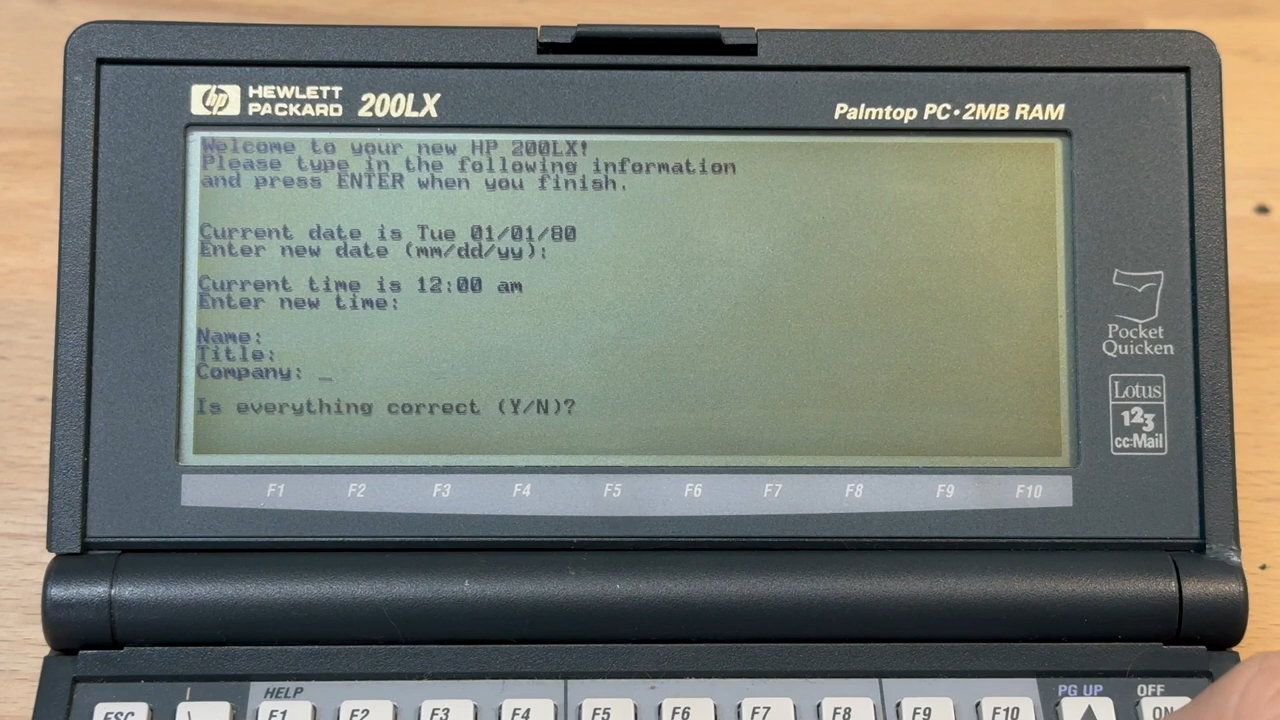 hp HEWLETT PACKARD 200LX
Palmtop PC•2MB RAM
Welcome to your new HP 200LX!
Please type in the following information
and press ENTER when you finish.
Current date is Tue 01/01/80
Enter new date (mm/dd/yy):
Current time is 12:00 am
Enter new time:
Name:
Title:
Company: _
Is everything correct (Y/N)?
Pocket
Quicken
Lotus
123
cc:Mail
F1 F2 F3 F4 F5 F6 F7 F8 F9 F10
HELP PG UP OFF
ESC \ F1 F2 F3 F4 F5 F6 F7 F8 F9 F10 ▲ ON